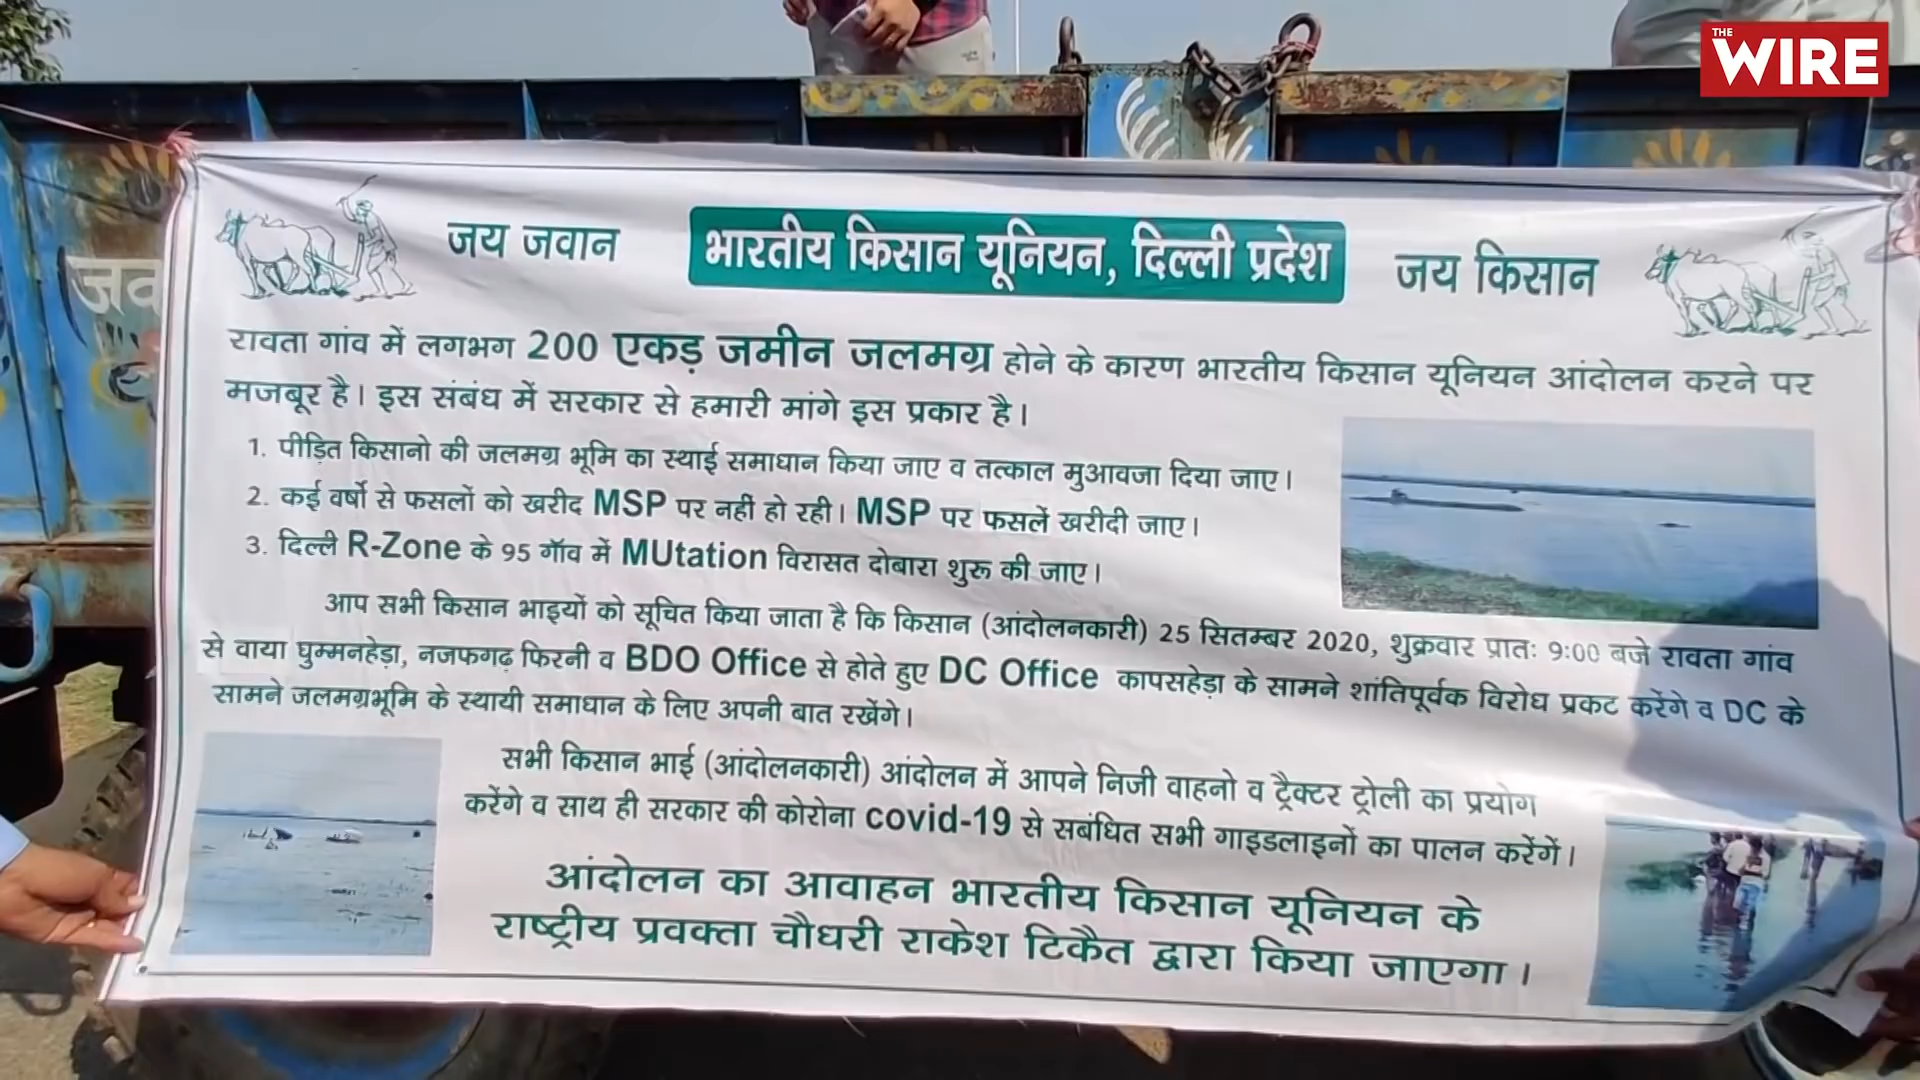 THE WIRE
जव
जय जवान
भारतीय किसान यूनियन, दिल्ली प्रदेश
जय किसान
रावता गांव में लगभग 200 एकड़ जमीन जलमग्र होने के कारण भारतीय किसान यूनियन आंदोलन करने पर
मजबूर है। इस संबंध में सरकार से हमारी मांगे इस प्रकार है।
1. पीड़ित किसानो की जलमग्र भूमि का स्थाई समाधान किया जाए व तत्काल मुआवजा दिया जाए।
2. कई वर्षो से फसलों को खरीद MSP पर नहीं हो रही। MSP पर फसलें खरीदी जाए।
3. दिल्ली R-Zone के 95 गॉव में MUtation विरासत दोबारा शुरू की जाए।
आप सभी किसान भाइयों को सूचित किया जाता है कि किसान (आंदोलनकारी) 25 सितम्बर 2020, शुक्रवार प्रातः 9:00 बजे रावता गांव
से वाया घुम्मनहेड़ा, नजफगढ़ फिरनी व BDO Office से होते हुए DC Office कापसहेड़ा के सामने शांतिपूर्वक विरोध प्रकट करेंगे व DC के
सामने जलमग्रभूमि के स्थायी समाधान के लिए अपनी बात रखेंगे।
सभी किसान भाई (आंदोलनकारी) आंदोलन में आपने निजी वाहनो व ट्रैक्टर ट्रोली का प्रयोग
करेंगे व साथ ही सरकार की कोरोना covid-19 से सबंधित सभी गाइडलाइनों का पालन करेंगें।
आंदोलन का आवाहन भारतीय किसान यूनियन के
राष्ट्रीय प्रवक्ता चौधरी राकेश टिकैत द्वारा किया जाएगा।